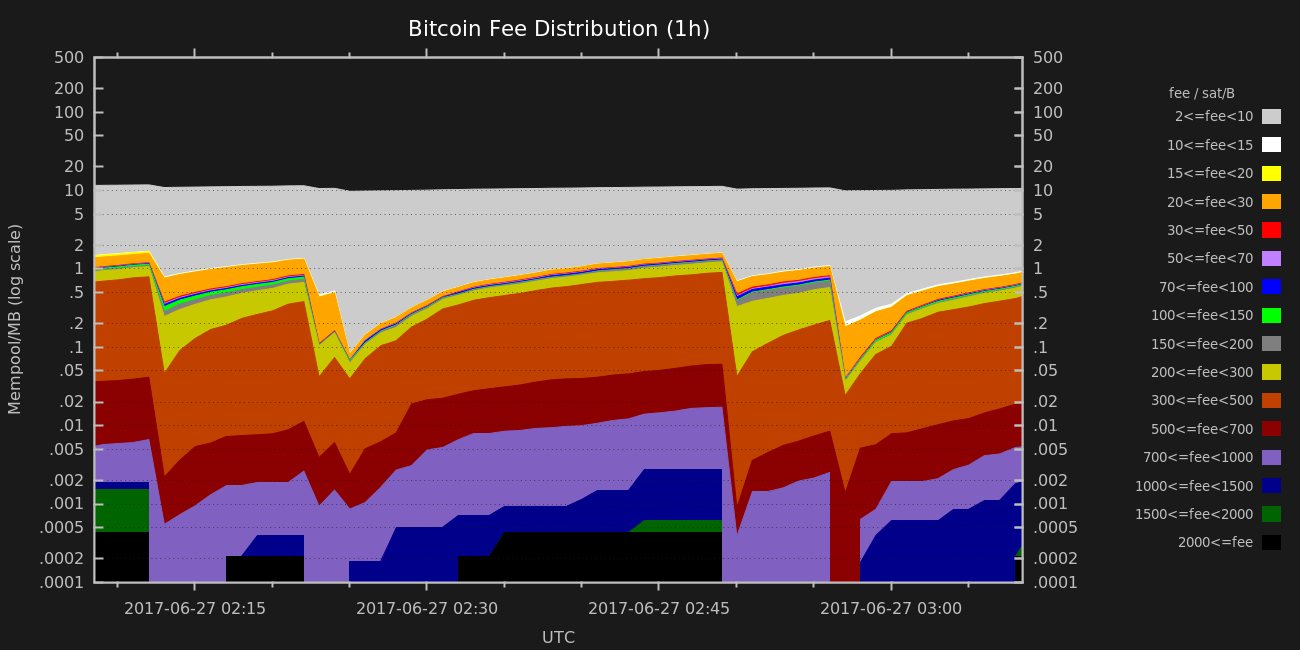 Bitcoin Fee Distribution (1h)
500 500
200 200
100 100
50 50
20 20
10 10
5 5
2 2
1 1
.5 .5
.2 .2
.1 .1
.05 .05
.02 .02
.01 .01
.005 .005
.002 .002
.001 .001
.0005 .0005
.0002 .0002
.0001 .0001
Mempool/MB (log scale)
2017-06-27 02:15 2017-06-27 02:30 2017-06-27 02:45 2017-06-27 03:00
UTC
fee / sat/B
2<=fee<10
10<=fee<15
15<=fee<20
20<=fee<30
30<=fee<50
50<=fee<70
70<=fee<100
100<=fee<150
150<=fee<200
200<=fee<300
300<=fee<500
500<=fee<700
700<=fee<1000
1000<=fee<1500
1500<=fee<2000
2000<=fee